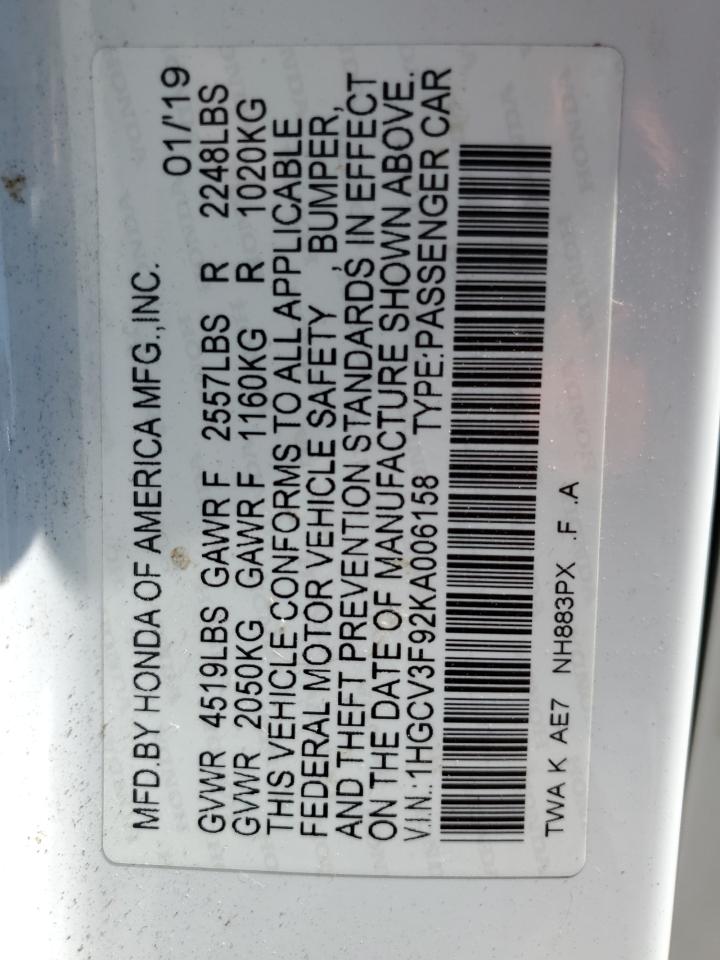 MFD.BY HONDA OF AMERICA MFG.,INC. 01/'19
GVWR 4519LBS GAWR F 2557LBS R 2248LBS
GVWR 2050KG GAWR F 1160KG R 1020KG
THIS VEHICLE CONFORMS TO ALL APPLICABLE
FEDERAL MOTOR VEHICLE SAFETY , BUMPER,
AND THEFT PREVENTION STANDARDS IN EFFECT
ON THE DATE OF MANUFACTURE SHOWN ABOVE.
V.I.N.:1HGCV3F92KA006158 TYPE:PASSENGER CAR
TWA K AE7 NH883PX .F .A